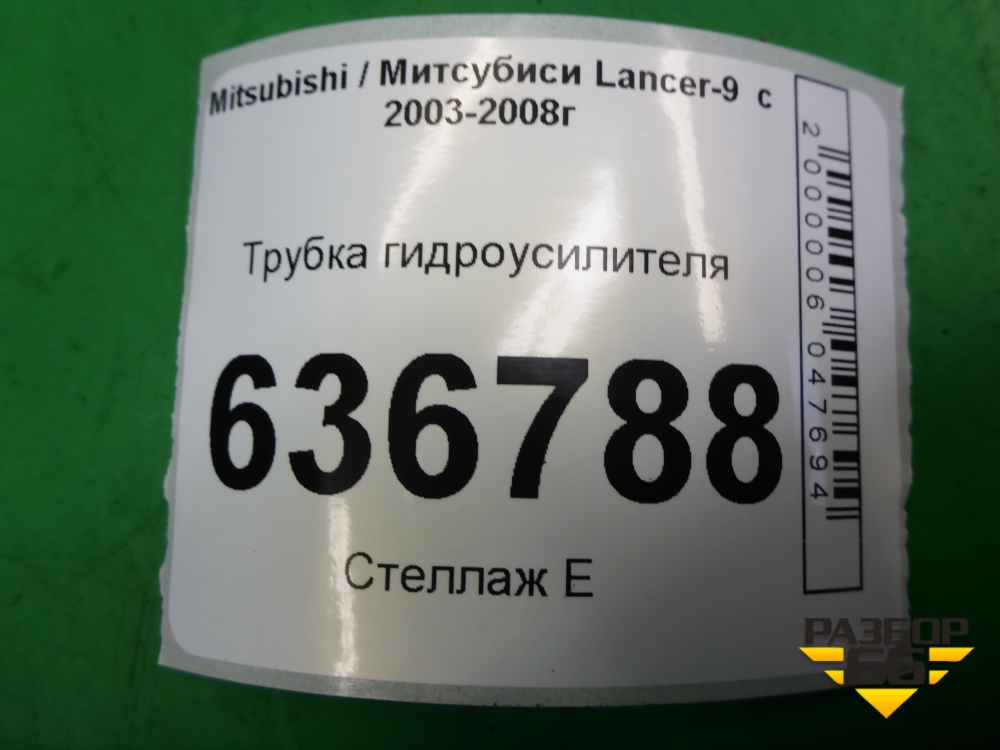 Mitsubishi / Митсубиси Lancer-9 с
2003-2008г
Трубка гидроусилителя
636788
Стеллаж Е
2000006047694
РАЗБОР
66